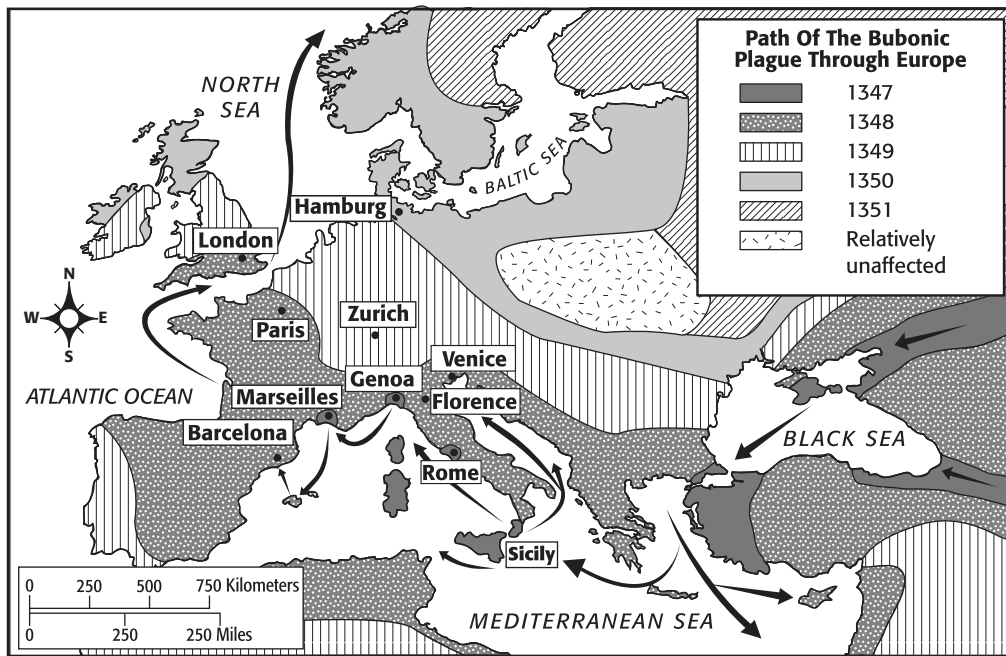 Path Of The Bubonic
Plague Through Europe
1347
1348
1349
1350
1351
Relatively
unaffected
NORTH
SEA
BALTIC SEA
Hamburg
London
N
W
E
S
Paris
Zurich
Venice
Genoa
ATLANTIC OCEAN
Marseilles
Florence
Barcelona
BLACK SEA
Rome
Sicily
MEDITERRANEAN SEA
0 250 500 750 Kilometers
0 250 250 Miles